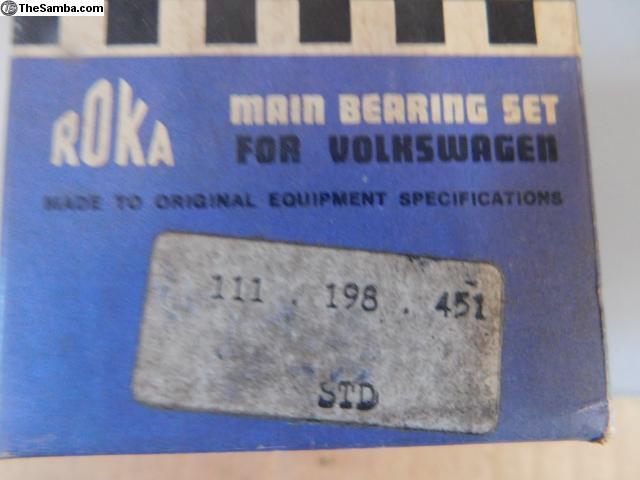 TheSamba.com
ROKA
MAIN BEARING SET
FOR VOLKSWAGEN
MADE TO ORIGINAL EQUIPMENT SPECIFICATIONS
111 . 198 . 451
STD